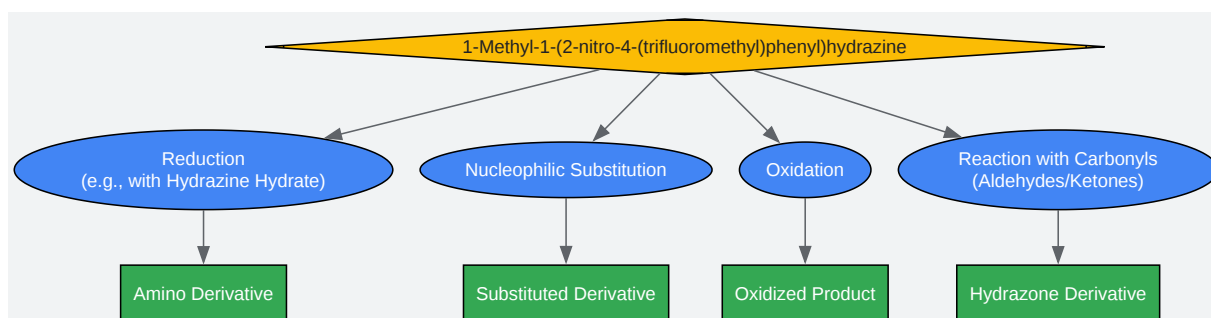 1-Methyl-1-(2-nitro-4-(trifluoromethyl)phenyl)hydrazine
Reduction
(e.g., with Hydrazine Hydrate)
Nucleophilic Substitution
Oxidation
Reaction with Carbonyls
(Aldehydes/Ketones)
Amino Derivative
Substituted Derivative
Oxidized Product
Hydrazone Derivative